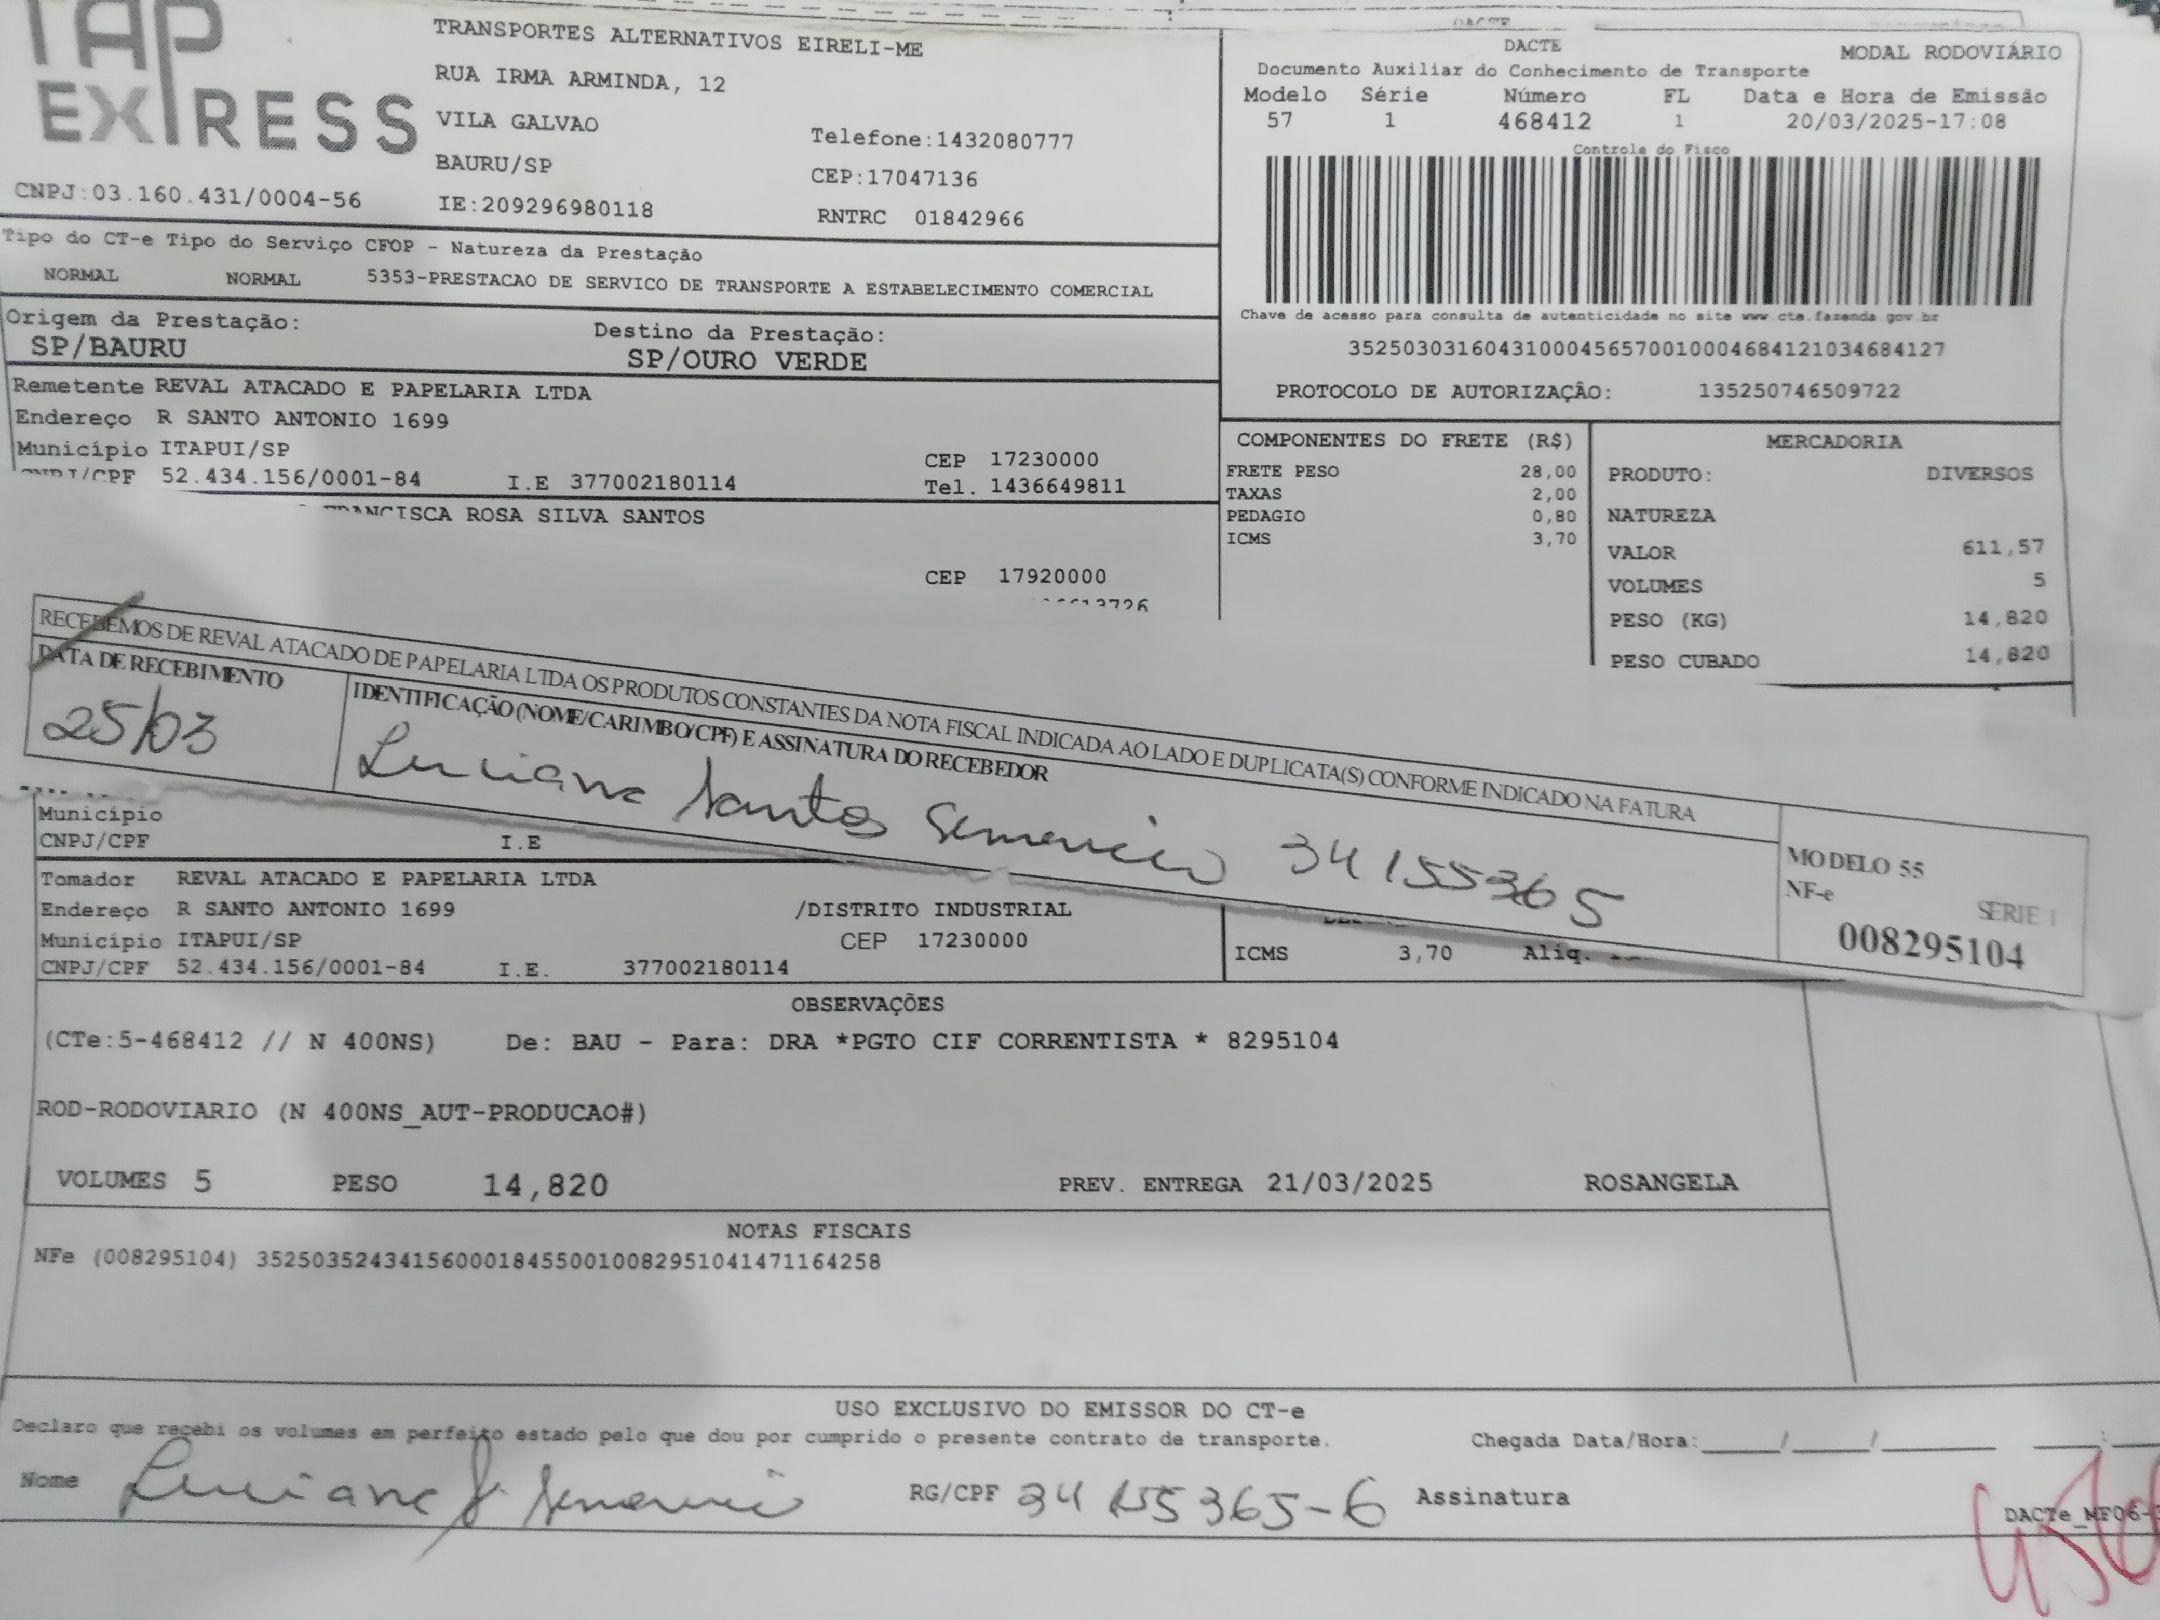 TAP
EXPRESS
TRANSPORTES ALTERNATIVOS EIRELI-ME
RUA IRMA ARMINDA, 12
VILA GALVAO
Telefone:1432080777
BAURU/SP
CEP:17047136
CNPJ:03.160.431/0004-56
IE:209296980118
RNTRC 01842966
DACTE
DACTE
MODAL RODOVIÁRIO
Documento Auxiliar do Conhecimento de Transporte
Modelo Série Número FL Data e Hora de Emissão
57 1 468412 1 20/03/2025-17:08
Controle do Fisco
Chave de acesso para consulta de autenticidade no site www.cte.fazenda.gov.br
35250303160431000456570010004684121034684127
PROTOCOLO DE AUTORIZAÇÂO: 135250746509722
Tipo do CT-e Tipo do Serviço CFOP - Natureza da Prestação
NORMAL NORMAL 5353-PRESTACAO DE SERVICO DE TRANSPORTE A ESTABELECIMENTO COMERCIAL
Origem da Prestação: Destino da Prestação:
SP/BAURU SP/OURO VERDE
Remetente REVAL ATACADO E PAPELARIA LTDA
Endereço R SANTO ANTONIO 1699
Município ITAPUI/SP CEP 17230000
CNPJ/CPF 52.434.156/0001-84 I.E 377002180114 Tel. 1436649811
FRANCISCA ROSA SILVA SANTOS
CEP 17920000
COMPONENTES DO FRETE (R$)
FRETE PESO 28,00
TAXAS 2,00
PEDAGIO 0,80
ICMS 3,70
MERCADORIA
PRODUTO: DIVERSOS
NATUREZA
VALOR 611,57
VOLUMES 5
PESO (KG) 14,820
PESO CUBADO 14,820
RECEBEMOS DE REVAL ATACADO DE PAPELARIA LTDA OS PRODUTOS CONSTANTES DA NOTA FISCAL INDICADA AO LADO E DUPLICATA(S) CONFORME INDICADO NA FATURA
DATA DE RECEBIMENTO
25/03
IDENTIFICAÇÃO (NOME/CARIMBO/CPF) E ASSINATURA DO RECEBEDOR
Luciana Santos 34155365
MODELO 55
NF-e SERIE 1
008295104
Município
CNPJ/CPF I.E
Tomador REVAL ATACADO E PAPELARIA LTDA
Endereço R SANTO ANTONIO 1699 /DISTRITO INDUSTRIAL
Município ITAPUI/SP CEP 17230000
CNPJ/CPF 52.434.156/0001-84 I.E. 377002180114
ICMS 3,70 Aliq.
OBSERVAÇÕES
(CTe:5-468412 // N 400NS) De: BAU - Para: DRA *PGTO CIF CORRENTISTA * 8295104
ROD-RODOVIARIO (N 400NS_AUT-PRODUCAO#)
VOLUMES 5 PESO 14,820 PREV. ENTREGA 21/03/2025 ROSANGELA
NOTAS FISCAIS
NFe (008295104) 35250352434156000184550010082951041471164258
USO EXCLUSIVO DO EMISSOR DO CT-e
Declaro que recebi os volumes em perfeito estado pelo que dou por cumprido o presente contrato de transporte. Chegada Data/Hora:____/____/______ ____:
Nome Luciana S. RG/CPF 34155365-6 Assinatura